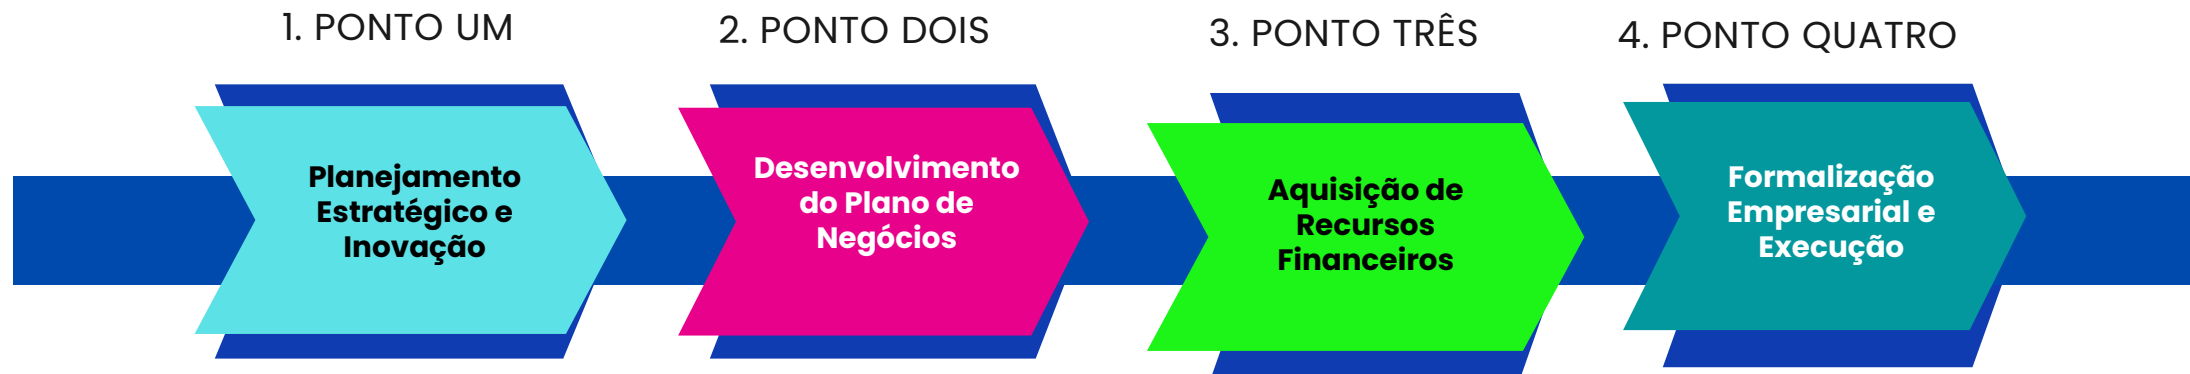 1. PONTO UM
2. PONTO DOIS
3. PONTO TRÊS
4. PONTO QUATRO
Planejamento
Estratégico e
Inovação
Desenvolvimento
do Plano de
Negócios
Aquisição de
Recursos
Financeiros
Formalização
Empresarial e
Execução